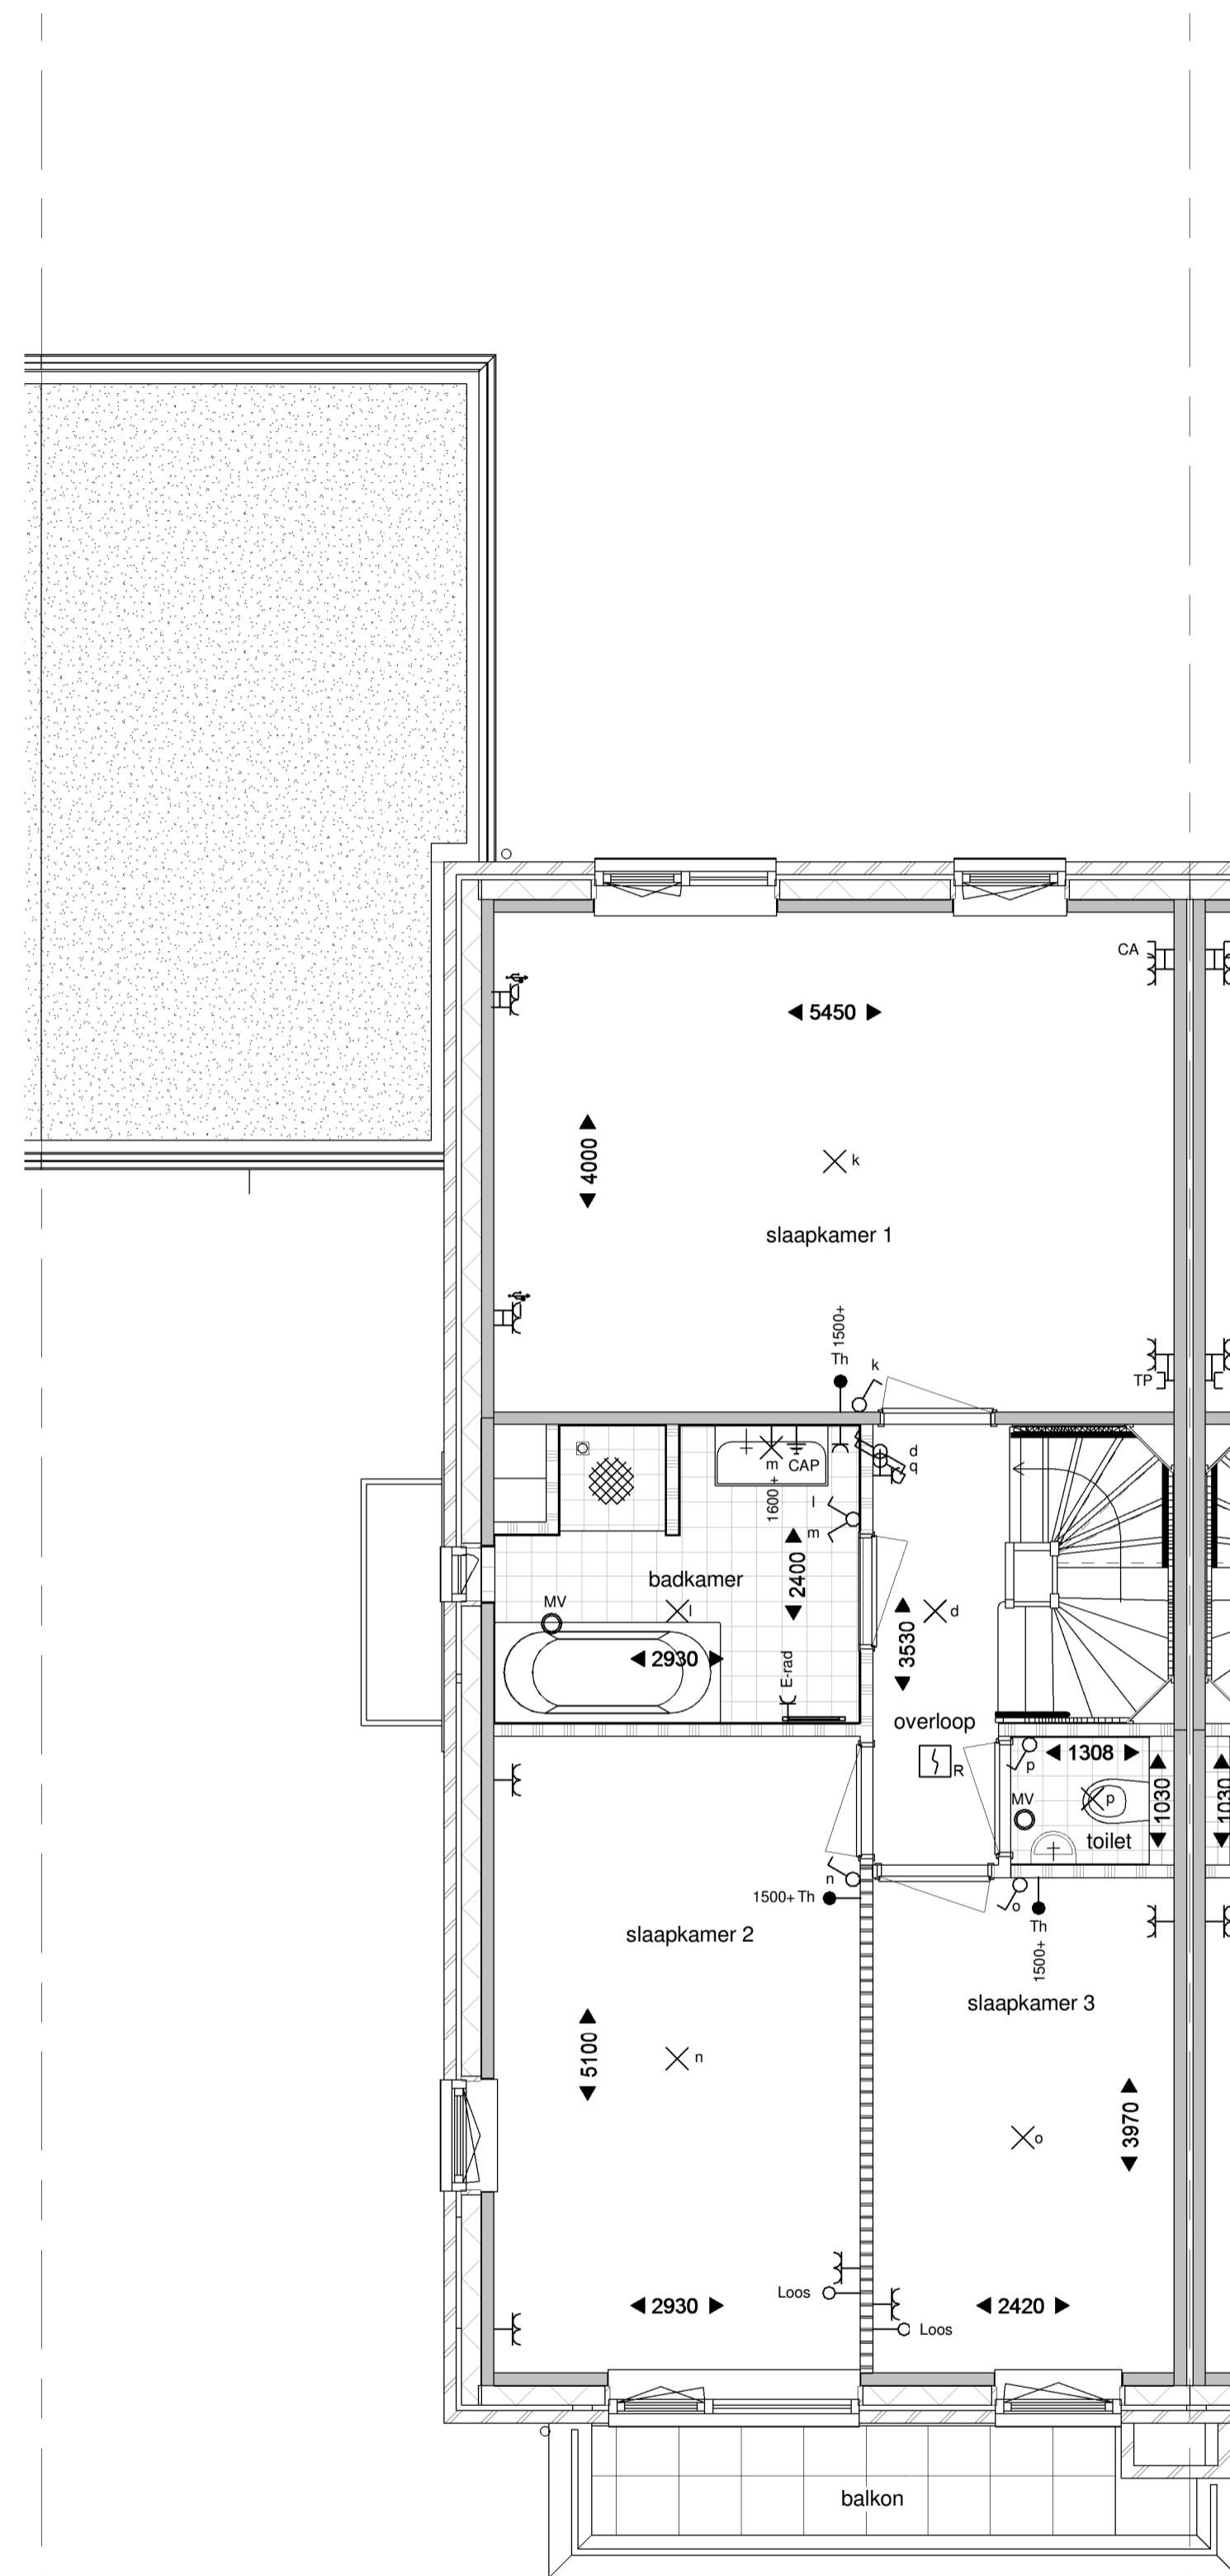 CA
5450
4000
k
slaapkamer 1
1500+
Th
k
TP
d
q
m
CAP
1600 +
l
m
2400
badkamer
MV
l
d
3530
2930
E-rad
overloop
R
1308
p
p
MV
1030
1030
toilet
n
1500+ Th
o
Th
1500+
slaapkamer 2
slaapkamer 3
5100
n
3970
o
Loos
2930
2420
Loos
balkon